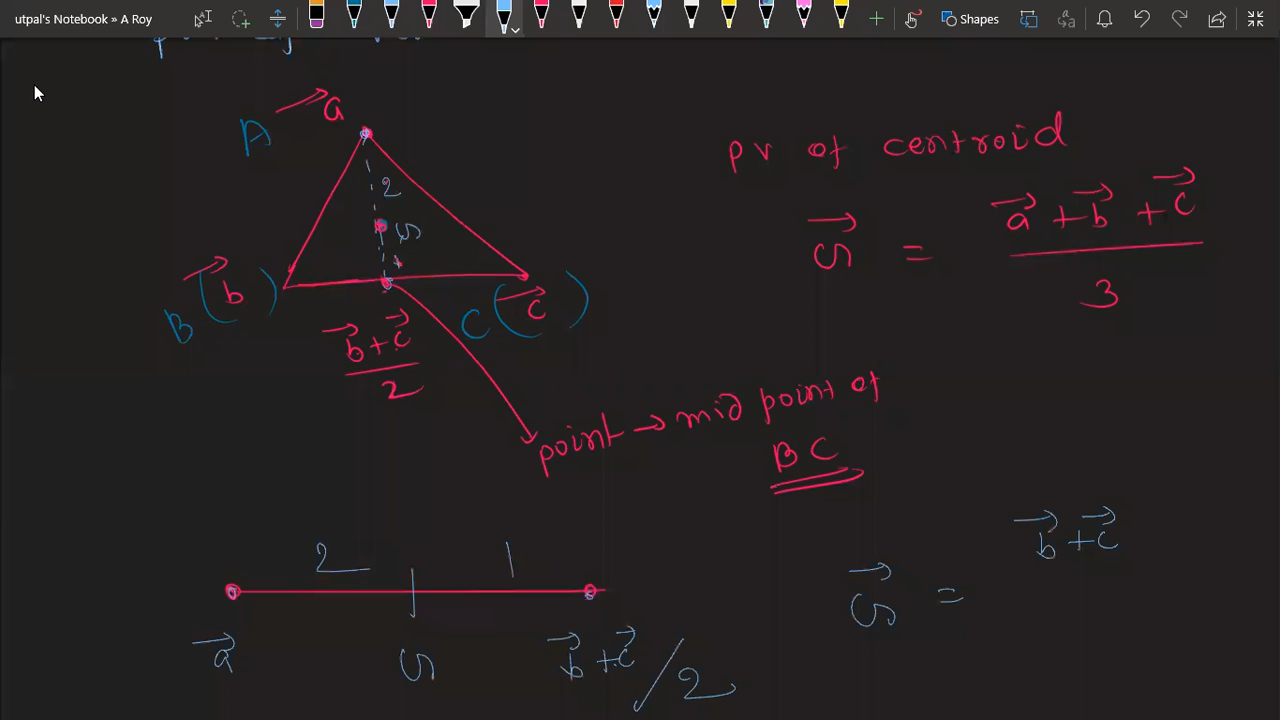 utpal's Notebook » A Roy
Shapes
a⃗
A
pv of centroid
2
G
G⃗ = (a⃗ + b⃗ + c⃗) / 3
B (b⃗)
C (c⃗)
(b⃗ + c⃗) / 2
point → mid point of
BC
b⃗ + c⃗
G⃗ =
2 1
a⃗ G b⃗ + c⃗ / 2